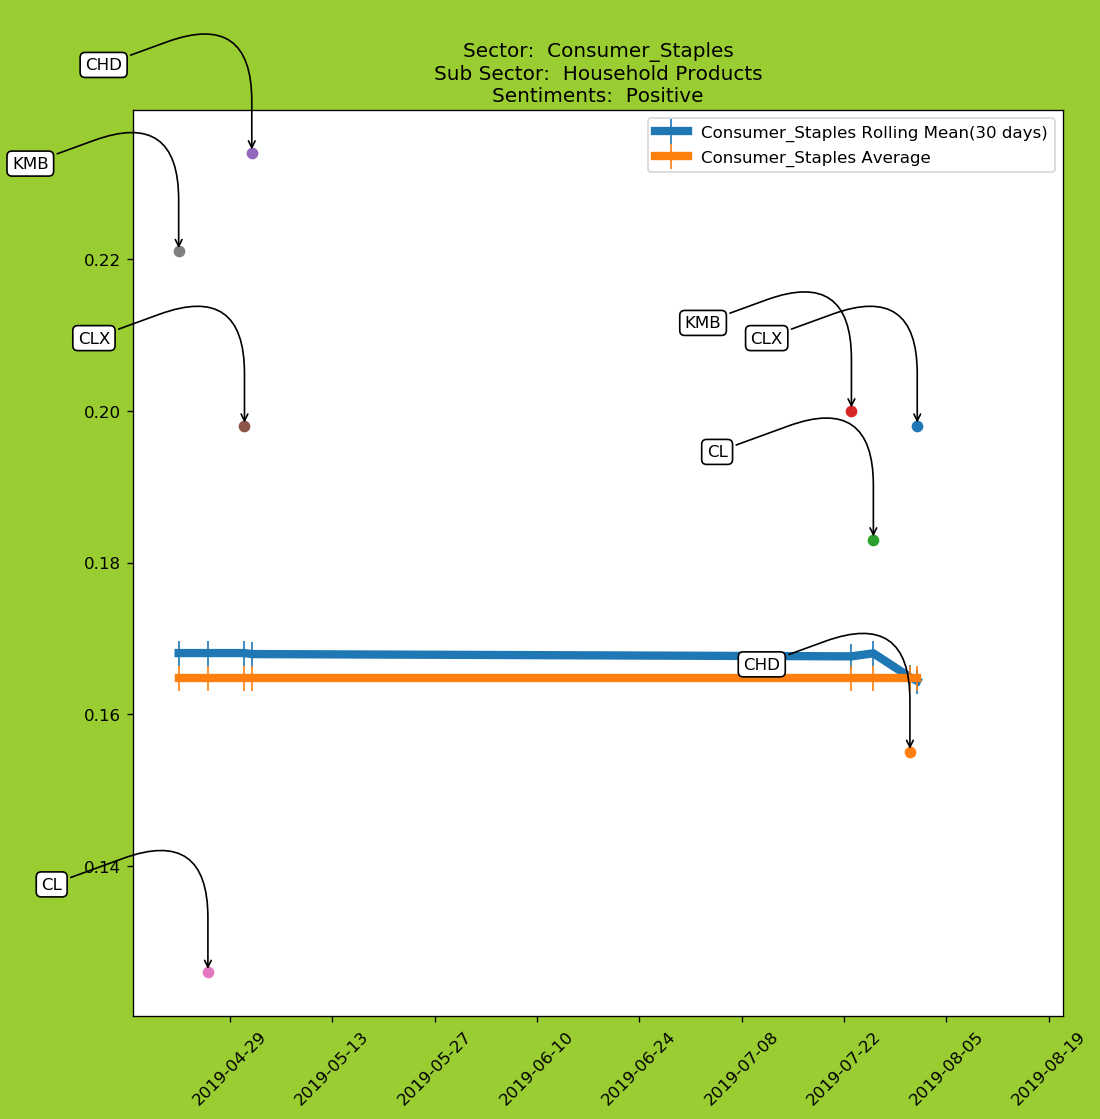 CHD
Sector:  Consumer_Staples
Sub Sector:  Household Products
Sentiments:  Positive
KMB
Consumer_Staples Rolling Mean(30 days)
Consumer_Staples Average
0.22
CLX
KMB
CLX
0.20
CL
0.18
CHD
0.16
0.14
CL
2019-04-29
2019-05-13
2019-05-27
2019-06-10
2019-06-24
2019-07-08
2019-07-22
2019-08-05
2019-08-19